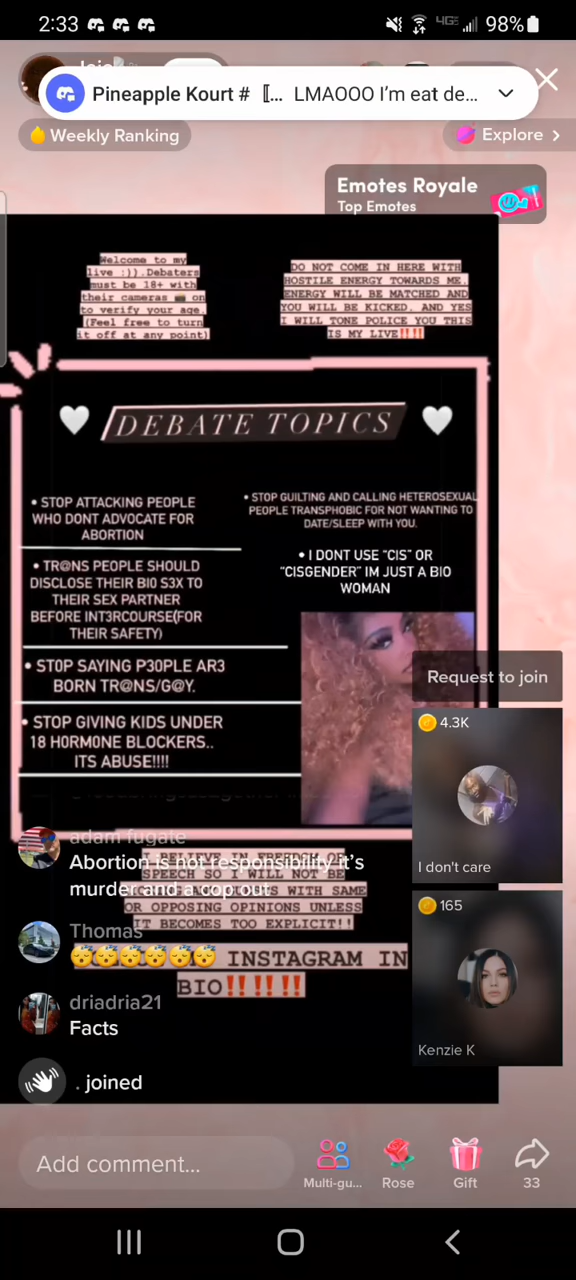 2:33
4GE
98%
Pineapple Kourt #
LMAOOO I'm eat de...
Weekly Ranking
Explore
Emotes Royale
Top Emotes
Welcome to my
live :)).Debaters
must be 18+ with
their cameras 📷 on
to verify your age.
(Feel free to turn
it off at any point)
DO NOT COME IN HERE WITH
HOSTILE ENERGY TOWARDS ME.
ENERGY WILL BE MATCHED AND
YOU WILL BE KICKED. AND YES
I WILL TONE POLICE YOU THIS
IS MY LIVE‼️‼️
🤍 DEBATE TOPICS 🤍
• STOP ATTACKING PEOPLE
WHO DONT ADVOCATE FOR
ABORTION
• TR@NS PEOPLE SHOULD
DISCLOSE THEIR BIO S3X TO
THEIR SEX PARTNER
BEFORE INT3RCOURSE(FOR
THEIR SAFETY)
• ST0P SAYING P30PLE AR3
BORN TR@NS/G@Y.
• STOP GIVING KIDS UNDER
18 H0RM0NE BLOCKERS..
ITS ABUSE!!!!
• STOP GUILTING AND CALLING HETEROSEXUAL
PEOPLE TRANSPHOBIC FOR NOT WANTING TO
DATE/SLEEP WITH YOU.
• I DONT USE "CIS" OR
"CISGENDER" IM JUST A BIO
WOMAN
Request to join
4.3K
I don't care
165
Kenzie K
adam fugate
Abortion is not responsibility it's
murder and a cop out
SPEECH SO I WILL NOT BE
WITH SAME
OR OPPOSING OPINIONS UNLESS
IT BECOMES TOO EXPLICIT!!
Thomas
😴😴😴😴😴😴
INSTAGRAM IN
BIO‼️‼️‼️
driadria21
Facts
. joined
Add comment...
Multi-gu...
Rose
Gift
33